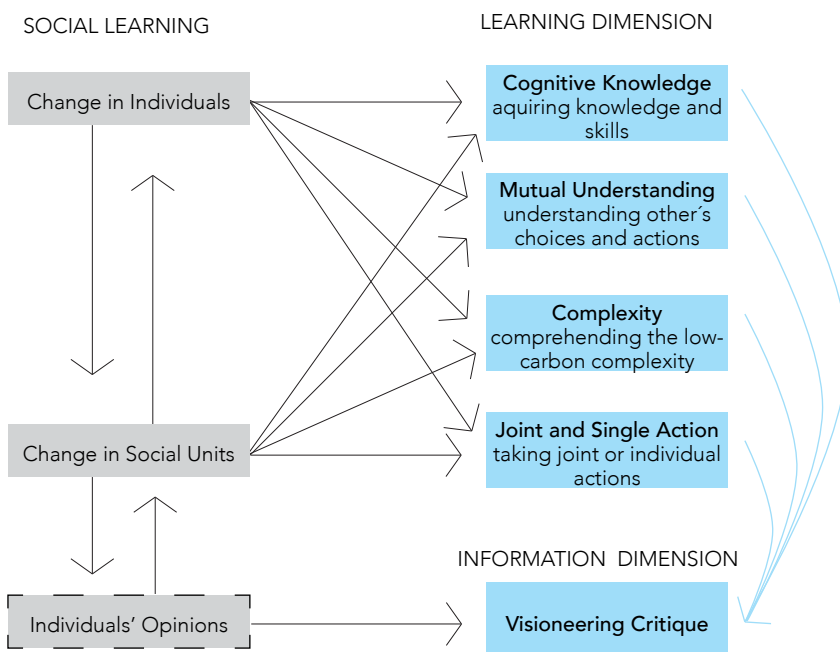 SOCIAL LEARNING
LEARNING DIMENSION
Change in Individuals
Cognitive Knowledge
aquiring knowledge and
skills
Mutual Understanding
understanding other´s
choices and actions
Complexity
comprehending the low-
carbon complexity
Change in Social Units
Joint and Single Action
taking joint or individual
actions
INFORMATION DIMENSION
Individuals’ Opinions
Visioneering Critique